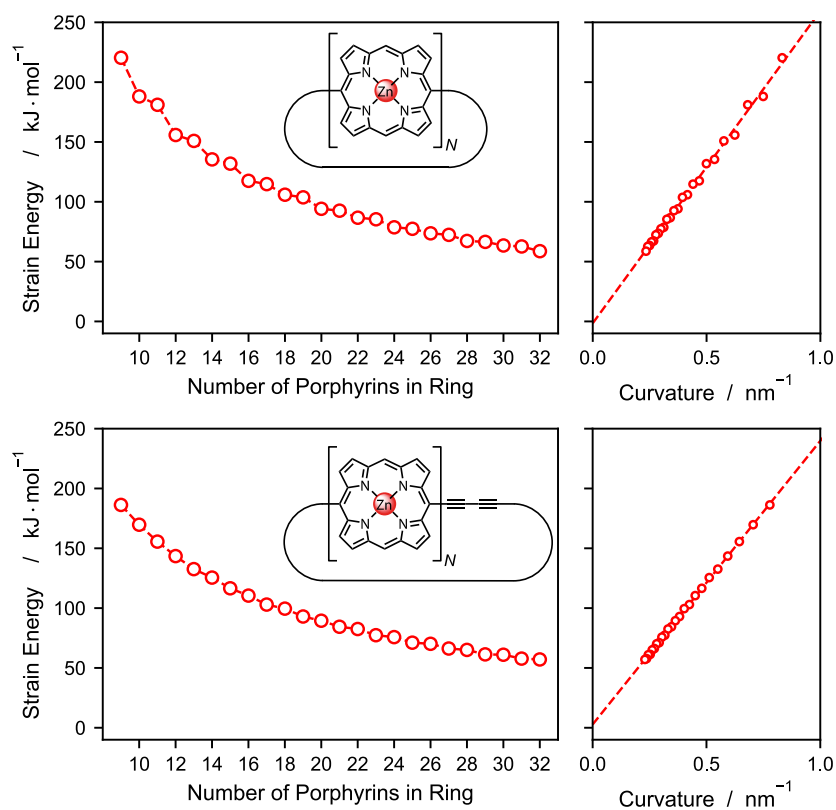 250
200
150
100
50
0
Strain Energy / kJ·mol⁻¹
N N
Zn
N N
N
10 12 14 16 18 20 22 24 26 28 30 32
Number of Porphyrins in Ring
0.0 0.5 1.0
Curvature / nm⁻¹
250
200
150
100
50
0
Strain Energy / kJ·mol⁻¹
N N
Zn
N N
N
10 12 14 16 18 20 22 24 26 28 30 32
Number of Porphyrins in Ring
0.0 0.5 1.0
Curvature / nm⁻¹